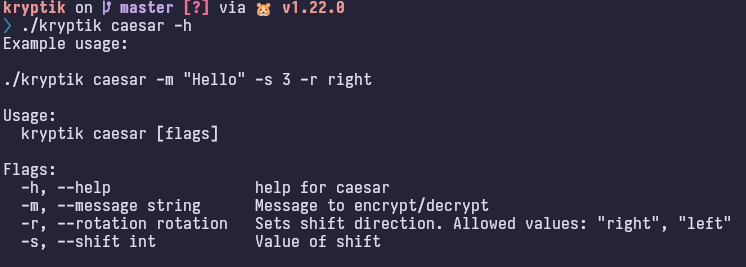 kryptik on master [?] via 🐹 v1.22.0
❯ ./kryptik caesar -h
Example usage:

./kryptik caesar -m "Hello" -s 3 -r right

Usage:
  kryptik caesar [flags]

Flags:
  -h, --help                help for caesar
  -m, --message string      Message to encrypt/decrypt
  -r, --rotation rotation   Sets shift direction. Allowed values: "right", "left"
  -s, --shift int           Value of shift